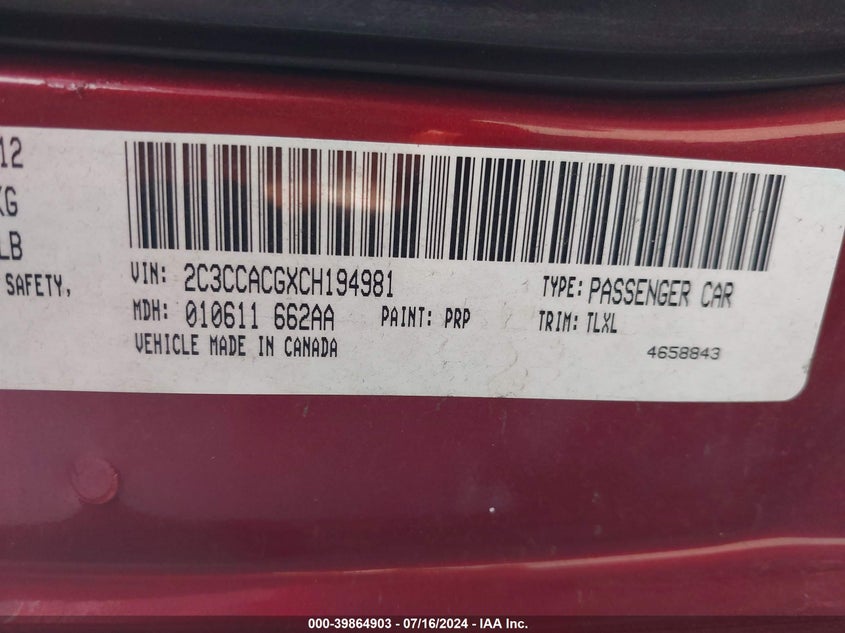 12
KG
LB
SAFETY,
VIN: 2C3CCACGXCH194981
TYPE: PASSENGER CAR
MDH: 010611 662AA
PAINT: PRP
TRIM: TLXL
VEHICLE MADE IN CANADA
4658843
000-39864903 - 07/16/2024 - IAA Inc.